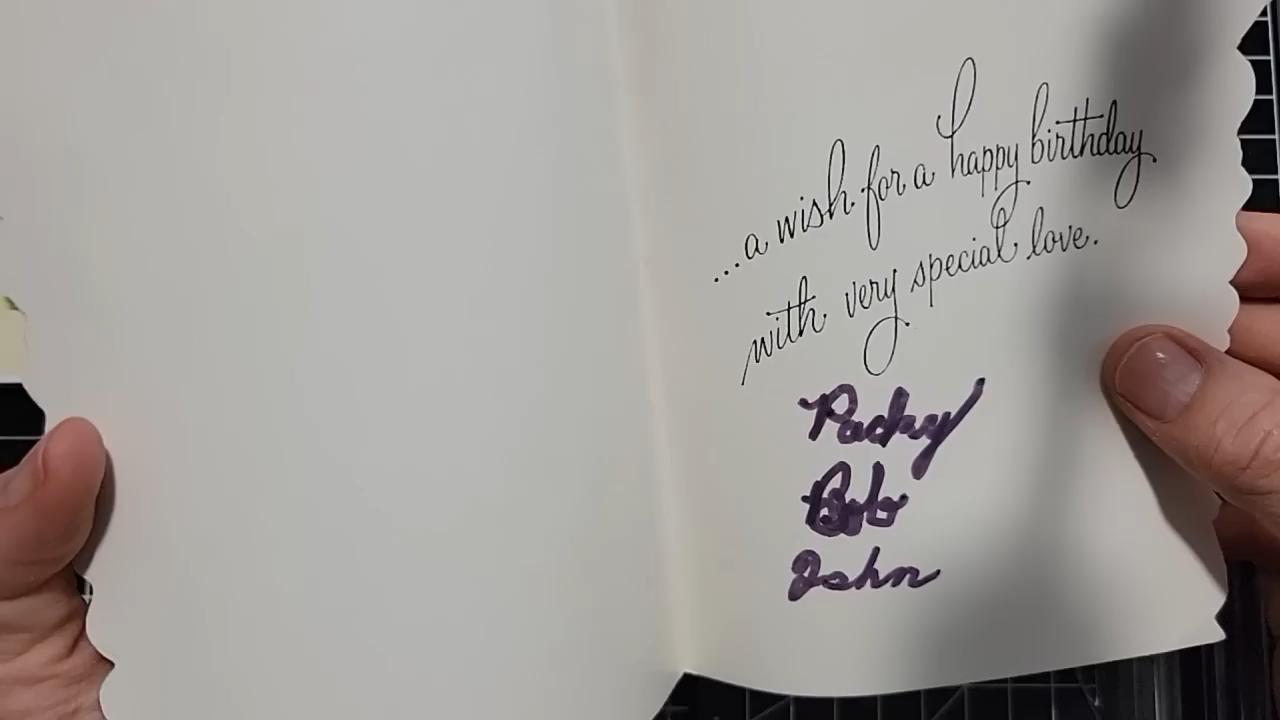 ...a wish for a happy birthday
with very special love.
Packy
Bob
John